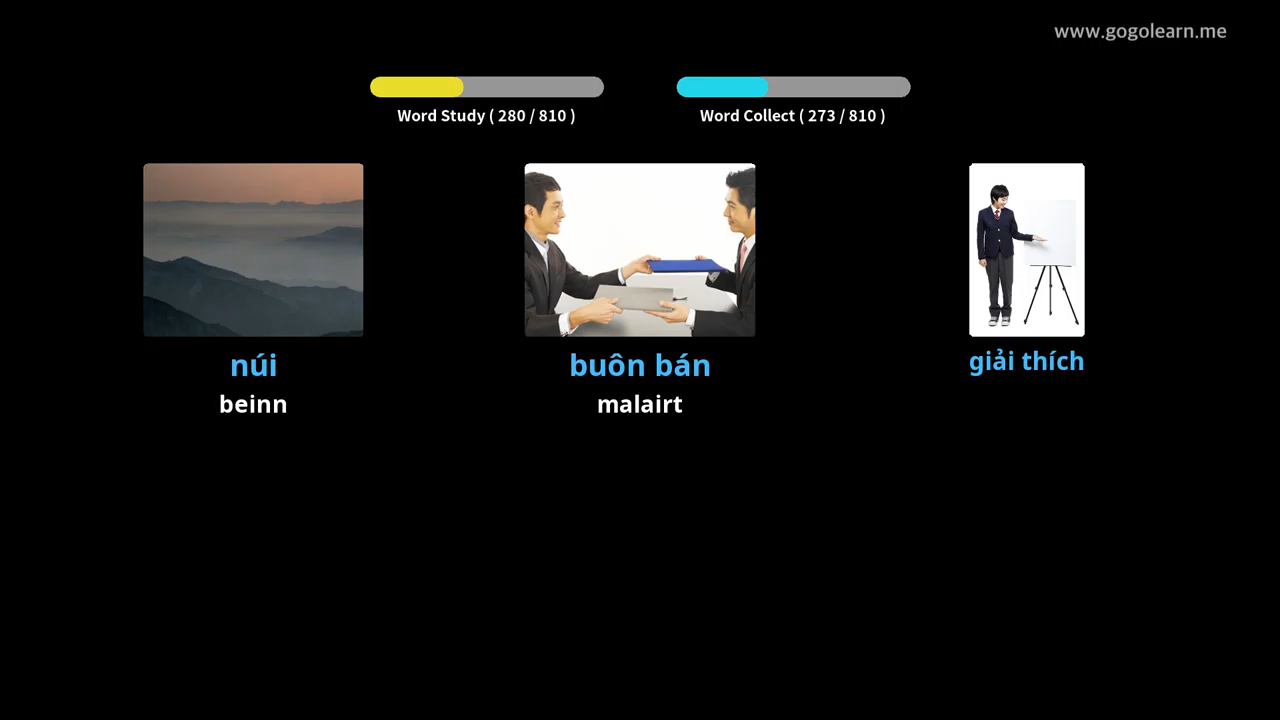 www.gogolearn.me
Word Study ( 280 / 810 )
Word Collect ( 273 / 810 )
núi
beinn
buôn bán
malairt
giải thích